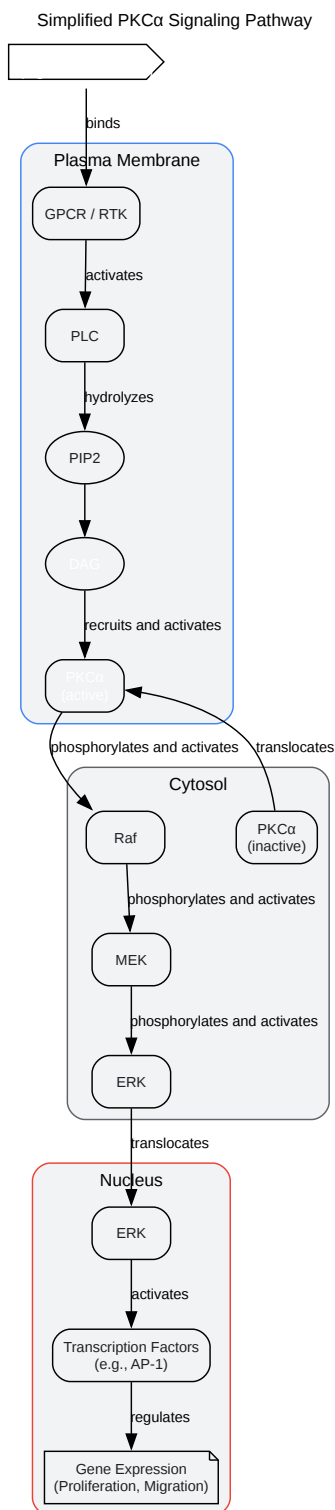 Simplified PKCα Signaling Pathway
binds
Plasma Membrane
GPCR / RTK
activates
PLC
hydrolyzes
PIP2
DAG
recruits and activates
PKCα
(active)
phosphorylates and activates
translocates
Cytosol
Raf
PKCα
(inactive)
phosphorylates and activates
MEK
phosphorylates and activates
ERK
translocates
Nucleus
ERK
activates
Transcription Factors
(e.g., AP-1)
regulates
Gene Expression
(Proliferation, Migration)